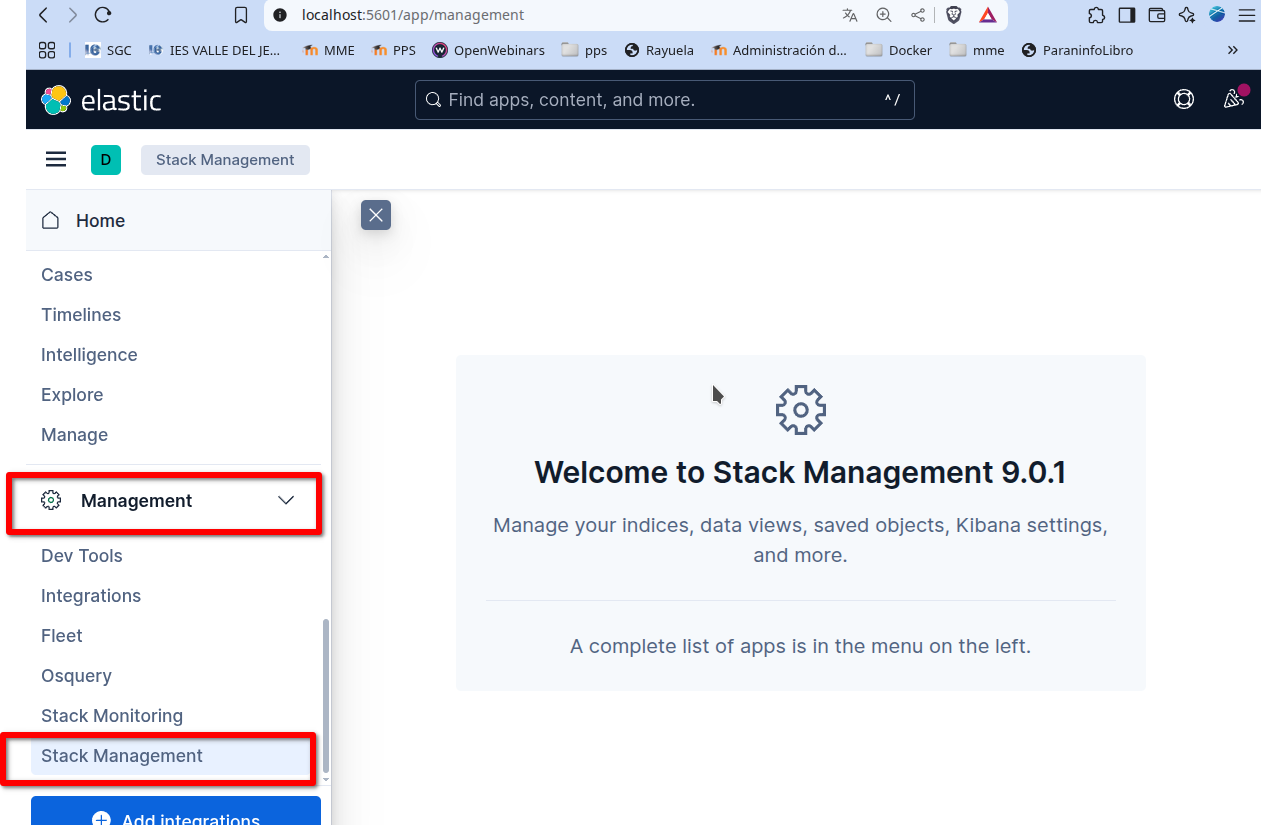 localhost:5601/app/management
SGC IES VALLE DEL JE... MME PPS OpenWebinars pps Rayuela Administración d... Docker mme ParaninfoLibro »
elastic Find apps, content, and more. ^ /
D Stack Management
Home
Cases
Timelines
Intelligence
Explore
Manage
Management
Dev Tools
Integrations
Fleet
Osquery
Stack Monitoring
Stack Management
Add integrations
Welcome to Stack Management 9.0.1
Manage your indices, data views, saved objects, Kibana settings,
and more.
A complete list of apps is in the menu on the left.